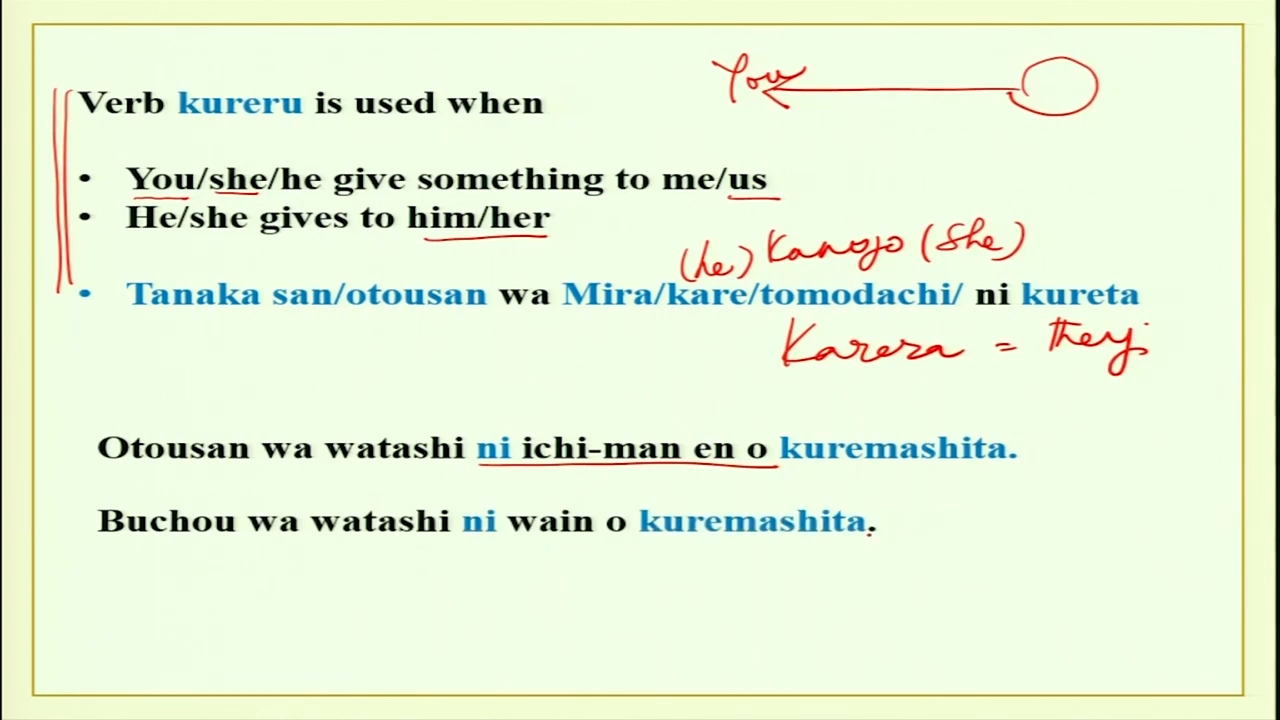 You
Verb kureru is used when
• You/she/he give something to me/us
• He/she gives to him/her
(he) Kanojo (She)
• Tanaka san/otousan wa Mira/kare/tomodachi/ ni kureta
Karera = they
Otousan wa watashi ni ichi-man en o kuremashita.
Buchou wa watashi ni wain o kuremashita.